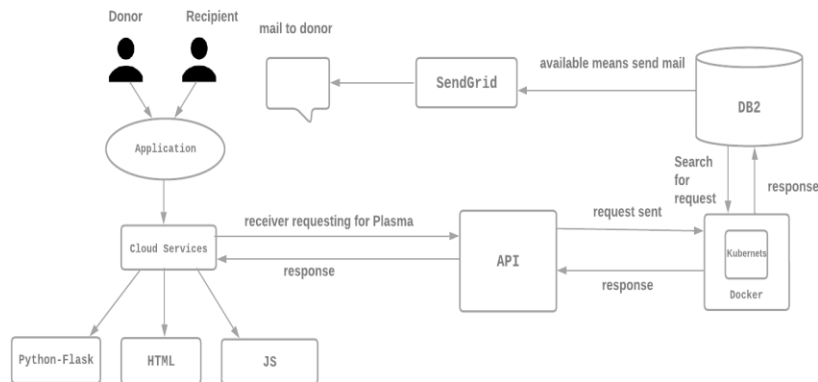 Donor
Recipient
mail to donor
SendGrid
available means send mail
DB2
Application
Search
for
request
response
Cloud Services
receiver requesting for Plasma
response
API
request sent
response
Kubernets
Docker
Python-Flask
HTML
JS